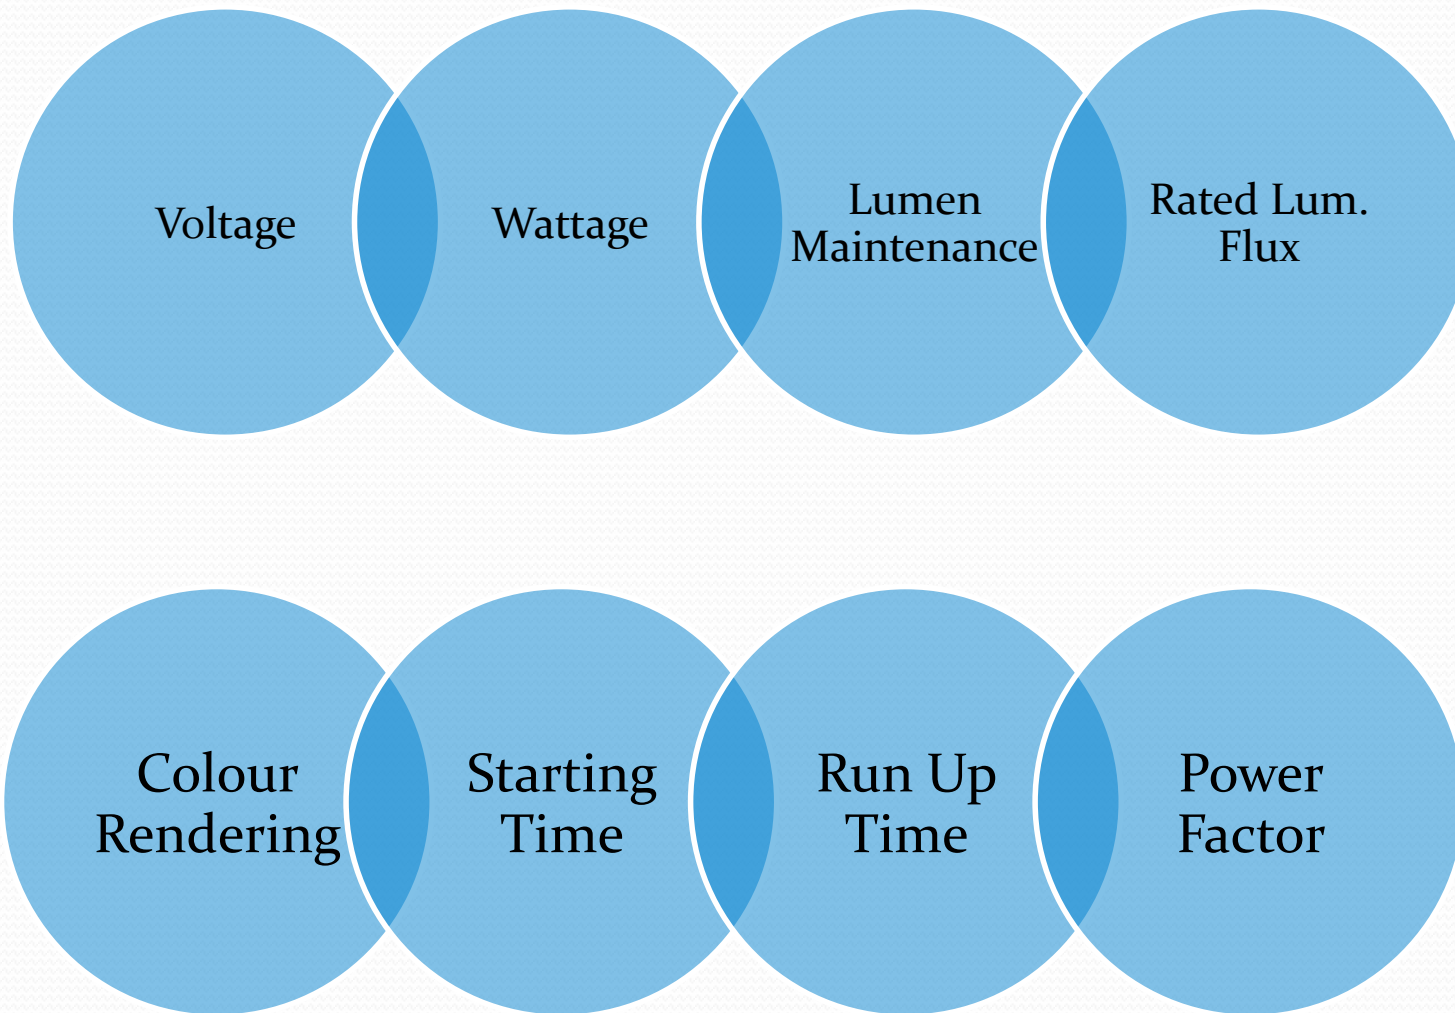 Voltage
Wattage
Lumen
Maintenance
Rated Lum.
Flux
Colour
Rendering
Starting
Time
Run Up
Time
Power
Factor